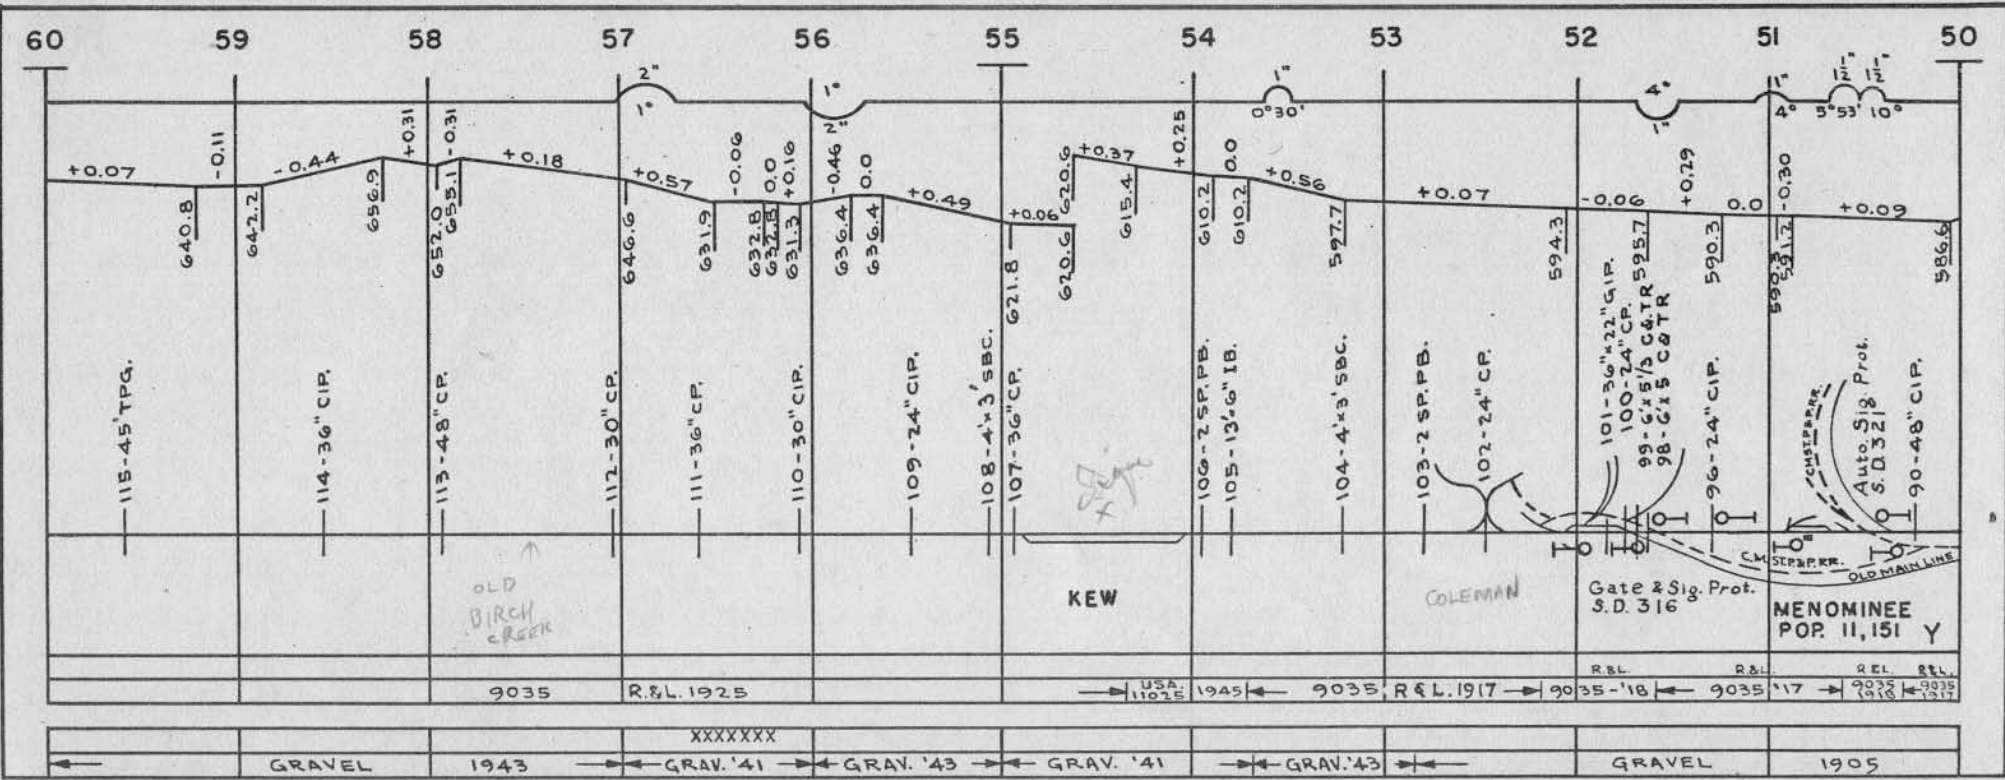 60 59 58 57 56 55 54 53 52 51 50
2" 1° 1° 2" 1" 0°30' 4° 1" 1" 4° 1½" 1½" 5°53' 10°
+0.07 -0.11 -0.44 +0.31 -0.31 +0.18 +0.57 -0.06 0.0 +0.16 -0.46 0.0 +0.49 +0.06 +0.37 +0.25 0.0 +0.56 +0.07 -0.06 +0.29 0.0 -0.30 +0.09
640.8 642.2 656.9 652.0 655.1 646.6 631.9 632.8 632.8 631.3 636.4 636.4 621.8 620.6 620.6 615.4 610.2 610.2 597.7 594.3 595.7 590.3 590.3 591.2 586.6
115-45' TPG.
114-36" CIP.
113-48" CP.
112-30" CP.
111-36" CP.
110-30" CIP.
109-24" CIP.
108-4'x3' SBC.
107-36" CP.
106-2 SP. PB.
105-13'-6" IB.
104-4'x3' SBC.
103-2 SP. PB.
102-24" CP.
101-36"x22" GIP.
100-24" CP.
99-6'x5 1/3 C&TR
98-6'x5 C&TR
96-24" CIP.
CMST.P.&P.RR.
Auto. Sig. Prot.
S.D. 321
90-48" CIP.
OLD
BIRCH
CREEK
KEW
COLEMAN
C.M.ST.P.&P.RR.
OLD MAIN LINE
Gate & Sig. Prot.
S.D. 316
MENOMINEE
POP. 11,151 Y
R.&L. R.&L. R.&L. R.&L.
9035 R.&L. 1925 USA 11025 1945 9035 R&L. 1917 9035-'18 9035 '17 9035 1918 9035 1917
XXXXXXX
GRAVEL 1943 GRAV. '41 GRAV. '43 GRAV. '41 GRAV. '43 GRAVEL 1905